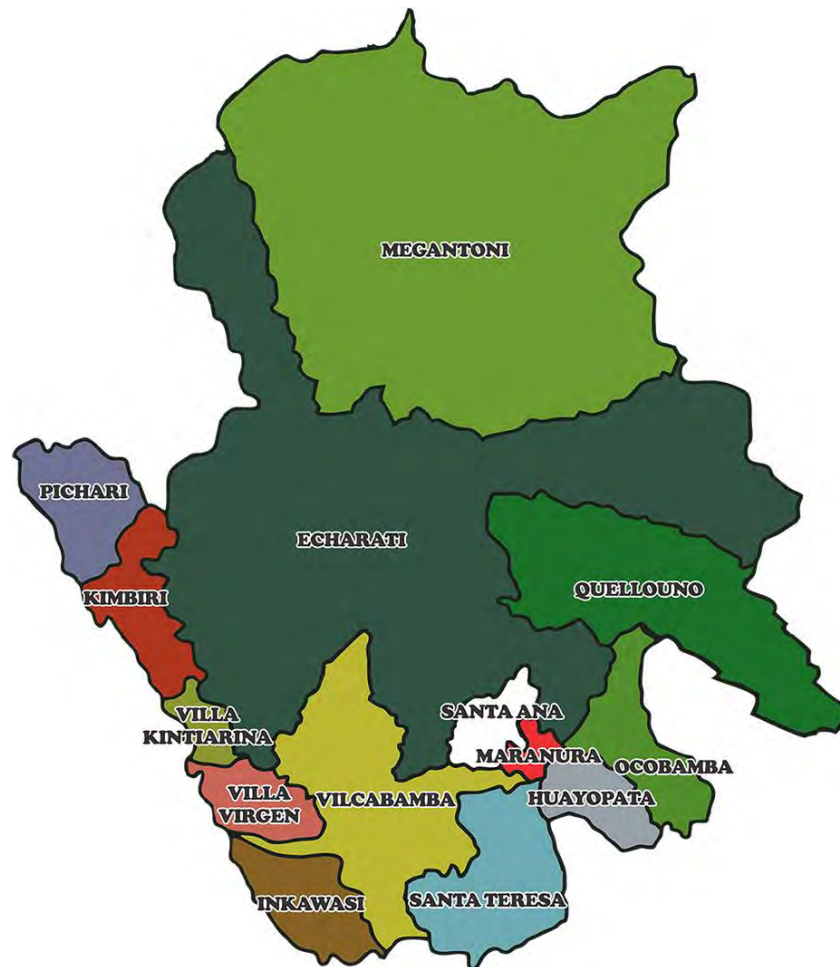 MEGANTONI
PICHARI
ECHARATI
KIMBIRI
QUELLOUNO
VILLA
KINTIARINA
SANTA ANA
MARANURA
OCOBAMBA
VILLA
VIRGEN
VILCABAMBA
HUAYOPATA
INKAWASI
SANTA TERESA